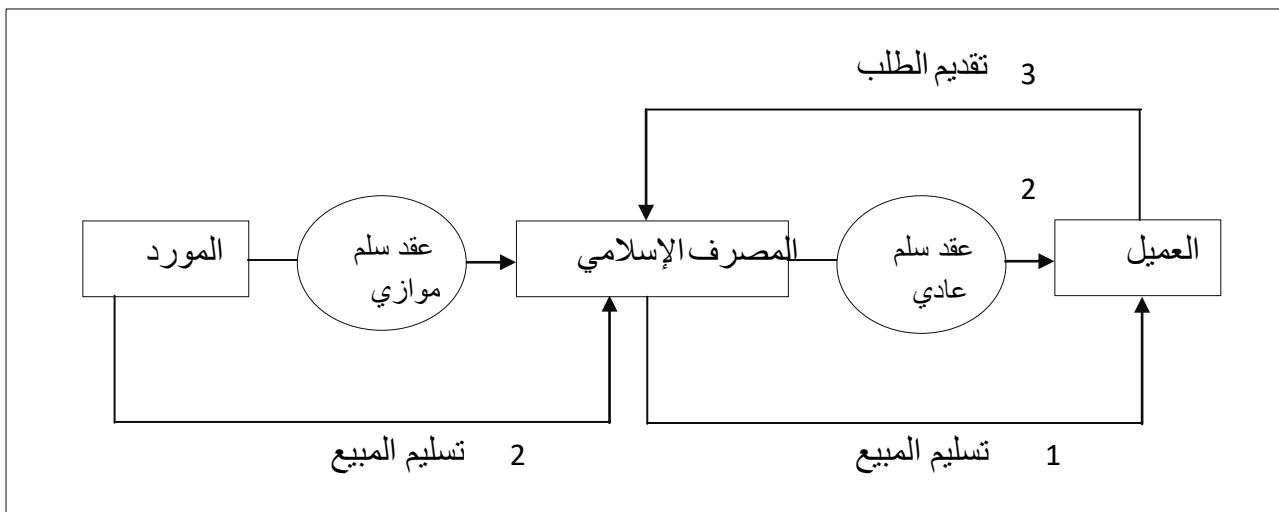 3 تقديم الطلب
2
العميل
عقد سلم
عادي
المصرف الإسلامي
عقد سلم
موازي
المورد
1 تسليم المبيع
2 تسليم المبيع